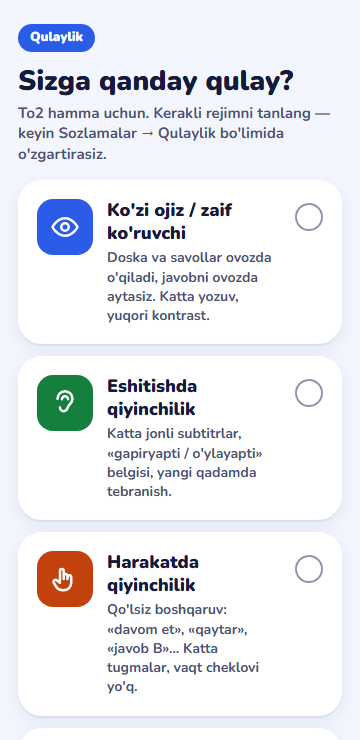 Qulaylik
Sizga qanday qulay?
To2 hamma uchun. Kerakli rejimni tanlang —
keyin Sozlamalar → Qulaylik bo'limida
o'zgartirasiz.
Ko'zi ojiz / zaif
ko'ruvchi
Doska va savollar ovozda
o'qiladi, javobni ovozda
aytasiz. Katta yozuv,
yuqori kontrast.
Eshitishda
qiyinchilik
Katta jonli subtitrlar,
«gapiryapti / o'ylayapti»
belgisi, yangi qadamda
tebranish.
Harakatda
qiyinchilik
Qo'lsiz boshqaruv:
«davom et», «qaytar»,
«javob B»... Katta
tugmalar, vaqt cheklovi
yo'q.